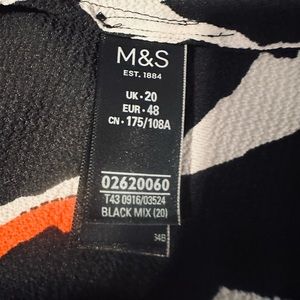 M&S
EST. 1884
UK • 20
EUR • 48
CN • 175/108A
02620060
T43 0916/03524
BLACK MIX (20)